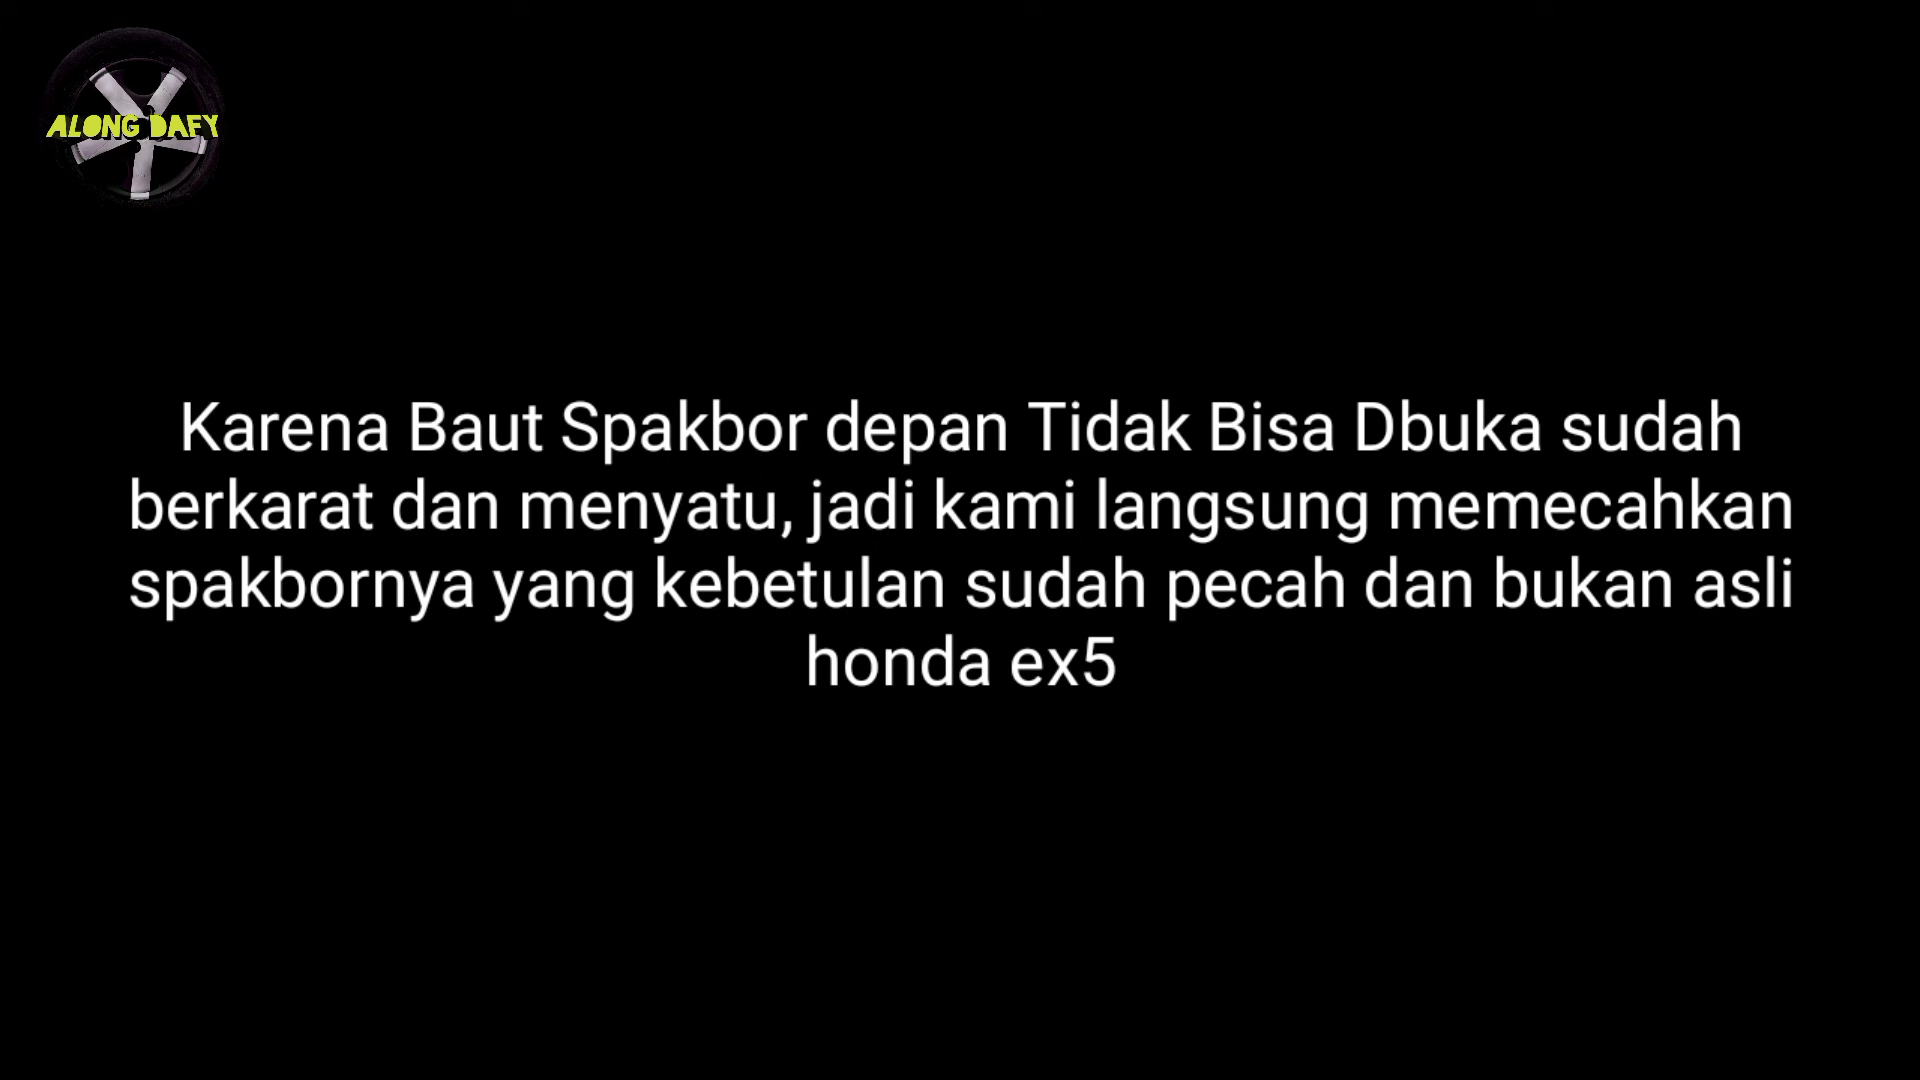 ALONG DAFY
Karena Baut Spakbor depan Tidak Bisa Dbuka sudah
berkarat dan menyatu, jadi kami langsung memecahkan
spakbornya yang kebetulan sudah pecah dan bukan asli
honda ex5